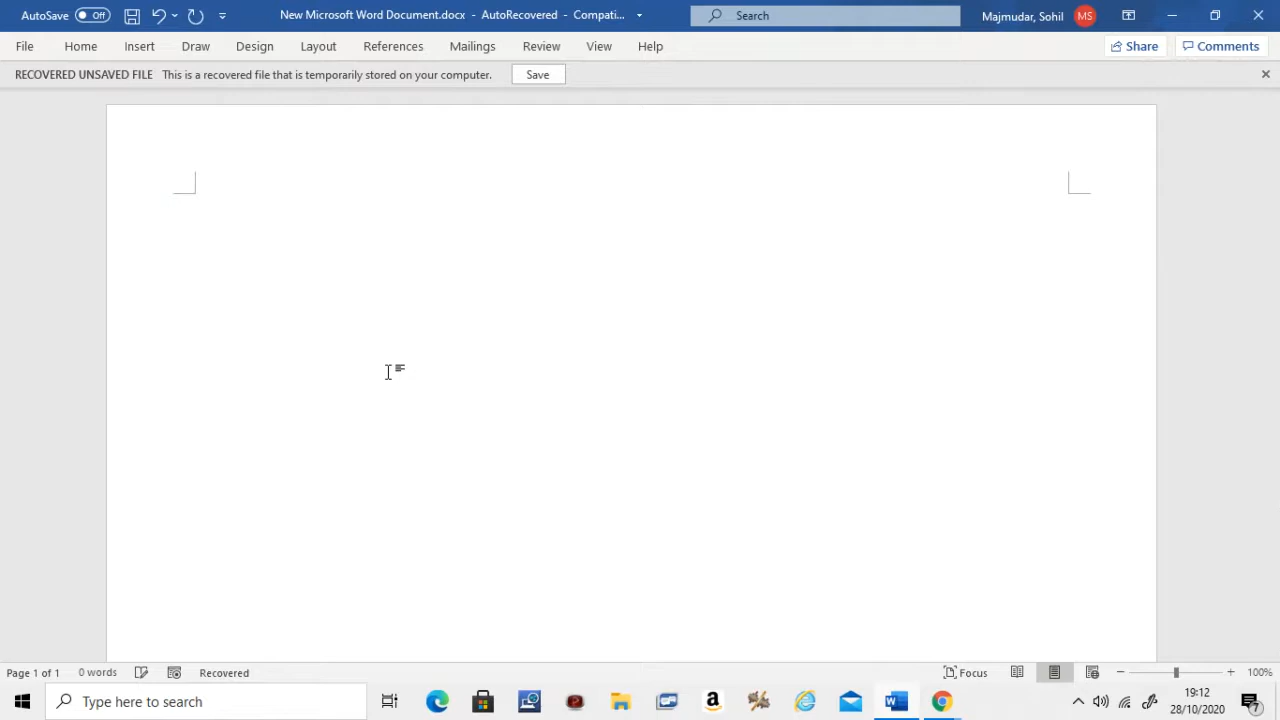 AutoSave Off New Microsoft Word Document.docx - AutoRecovered - Compati... Search Majmudar, Sohil MS
File Home Insert Draw Design Layout References Mailings Review View Help Share Comments
RECOVERED UNSAVED FILE This is a recovered file that is temporarily stored on your computer. Save
Page 1 of 1 0 words Recovered Focus 100%
Type here to search 19:12
28/10/2020 7